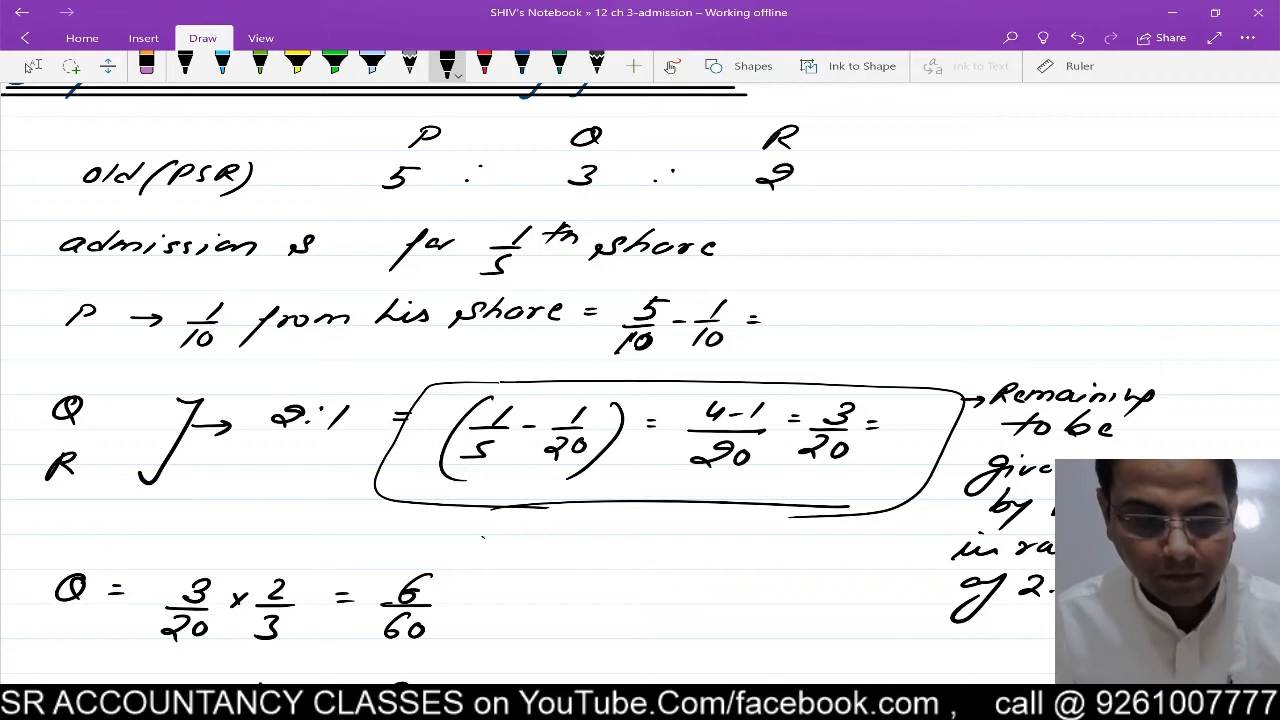 SHIV's Notebook » 12 ch 3-admission – Working offline
Home Insert Draw View Share
Shapes Ink to Shape Ink to Text Ruler
P Q R
old (PSR) 5 : 3 : 2
admission is for 1/5 th share
P → 1/10 from his share = 5/10 - 1/10 =
Q R → 2:1 = (1/5 - 1/20) = 4-1/20 = 3/20 =
→ Remaining
to be
given
by
in
of 2
Q = 3/20 × 2/3 = 6/60
SR ACCOUNTANCY CLASSES on YouTube.Com/facebook.com , call @ 9261007777